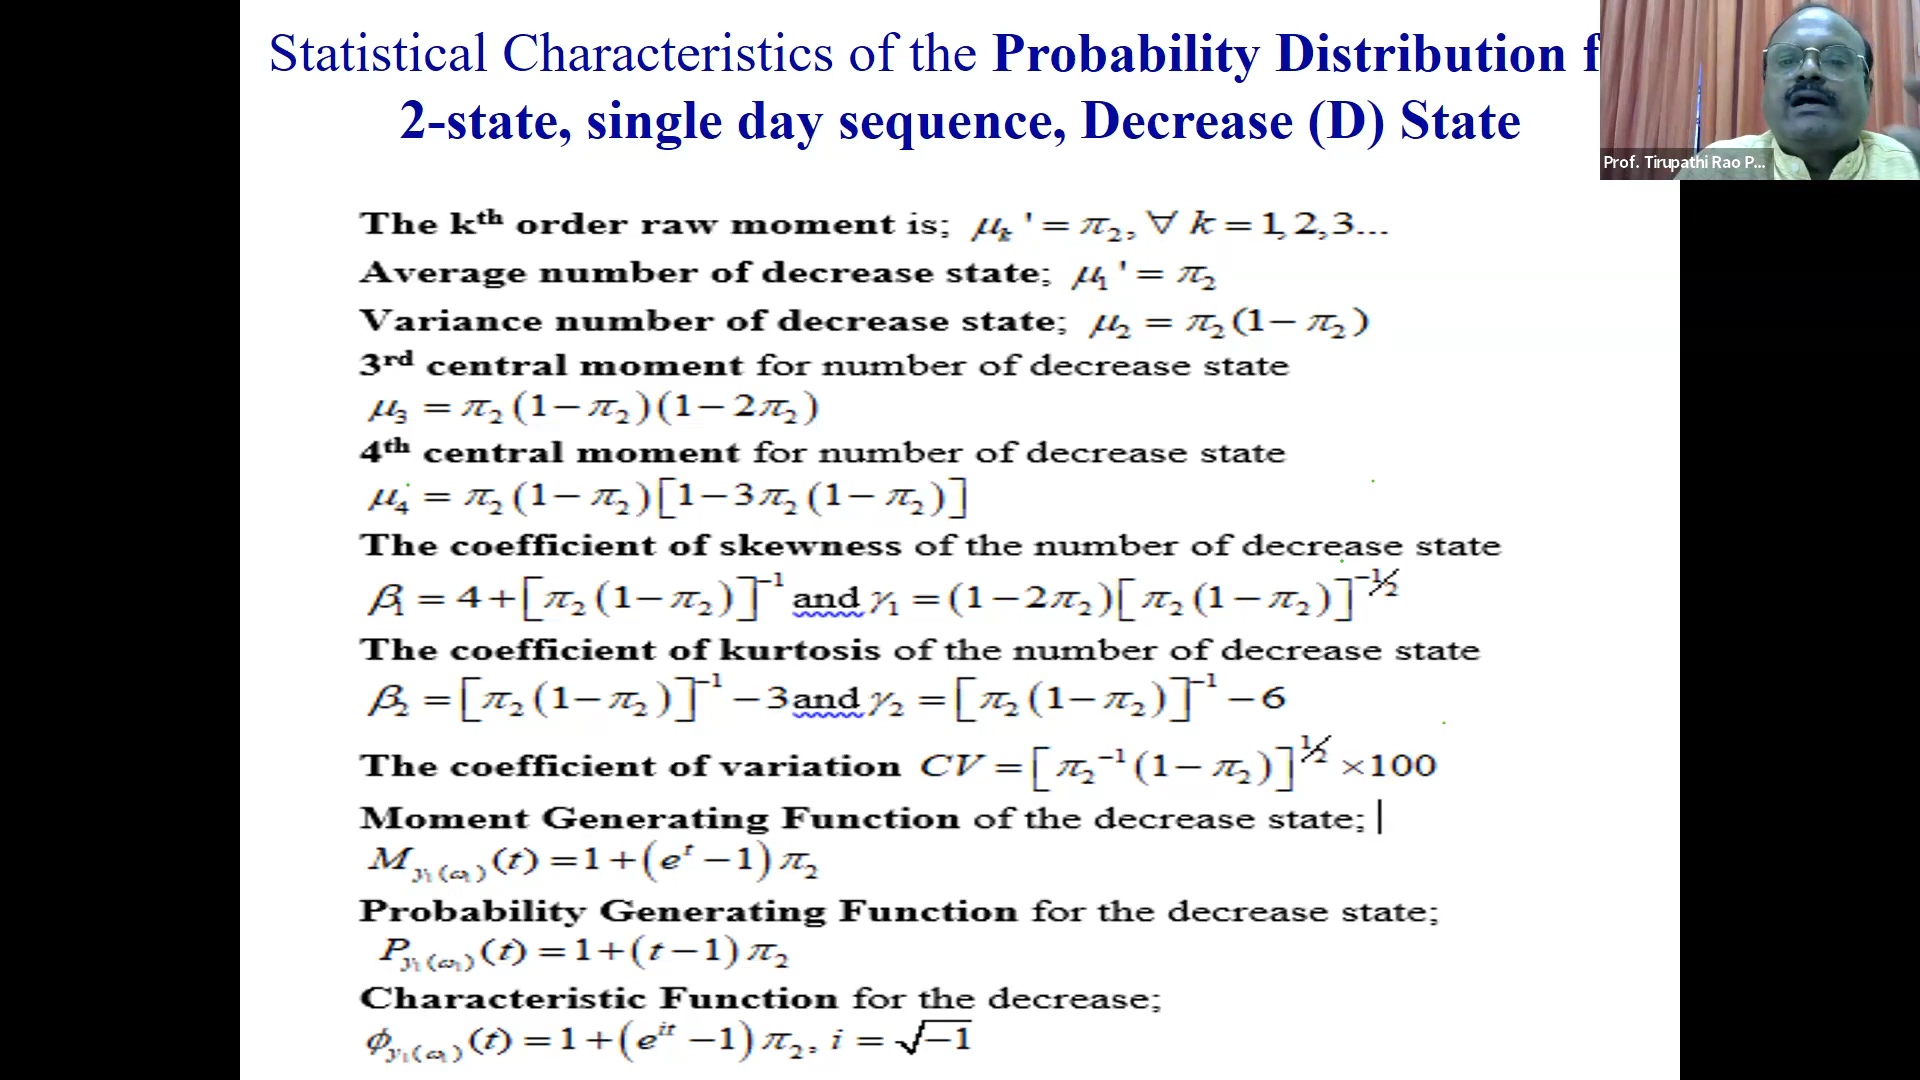 Statistical Characteristics of the Probability Distribution f
2-state, single day sequence, Decrease (D) State
Prof. Tirupathi Rao P...
The kᵗʰ order raw moment is; μₖ ' = π₂, ∀ k = 1,2,3...
Average number of decrease state; μ₁ ' = π₂
Variance number of decrease state; μ₂ = π₂(1− π₂)
3ʳᵈ central moment for number of decrease state
μ₃ = π₂(1−π₂)(1−2π₂)
4ᵗʰ central moment for number of decrease state
μ₄ = π₂(1− π₂)[1−3π₂(1− π₂)]
The coefficient of skewness of the number of decrease state
β₁ = 4+[π₂(1−π₂)]⁻¹ and γ₁ =(1−2π₂)[π₂(1−π₂)]^(−1/2)
The coefficient of kurtosis of the number of decrease state
β₂ =[π₂(1−π₂)]⁻¹ −3and γ₂ =[π₂(1−π₂)]⁻¹ −6
The coefficient of variation CV =[π₂⁻¹(1− π₂)]^(1/2) ×100
Moment Generating Function of the decrease state;
M_y₁(ω₁)(t) =1+(eᵗ −1)π₂
Probability Generating Function for the decrease state;
P_y₁(ω₁)(t) =1+(t−1)π₂
Characteristic Function for the decrease;
ϕ_y₁(ω₁)(t) =1+(eⁱᵗ −1)π₂, i = √−1